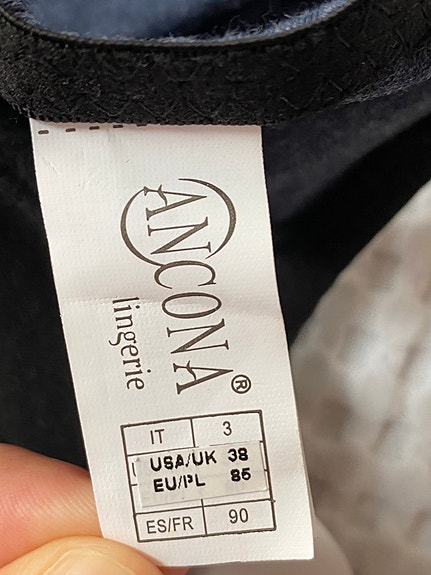 ANCONA®
lingerie
IT 3
USA/UK 38
EU/PL 85
ES/FR 90